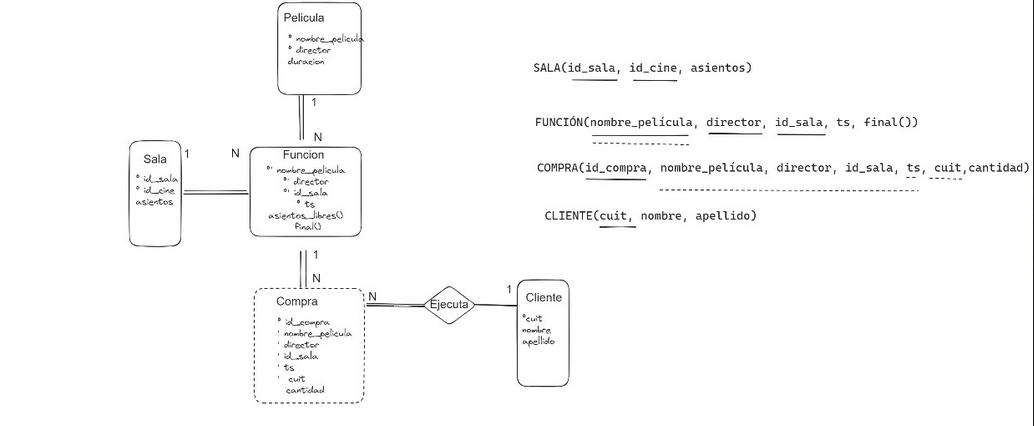 Pelicula
° nombre_pelicula
° director
duracion
1
N
Sala
° id_sala
° id_cine
asientos
1
N
Funcion
°' nombre_pelicula
°' director
°' id_sala
° ts
asientos_libres()
final()
1
N
Compra
° id_compra
' nombre_pelicula
' director
' id_sala
' ts
' cuit
cantidad
N
Ejecuta
1
Cliente
°cuit
nombre
apellido
SALA(id_sala, id_cine, asientos)
FUNCIÓN(nombre_película, director, id_sala, ts, final())
COMPRA(id_compra, nombre_película, director, id_sala, ts, cuit,cantidad)
CLIENTE(cuit, nombre, apellido)